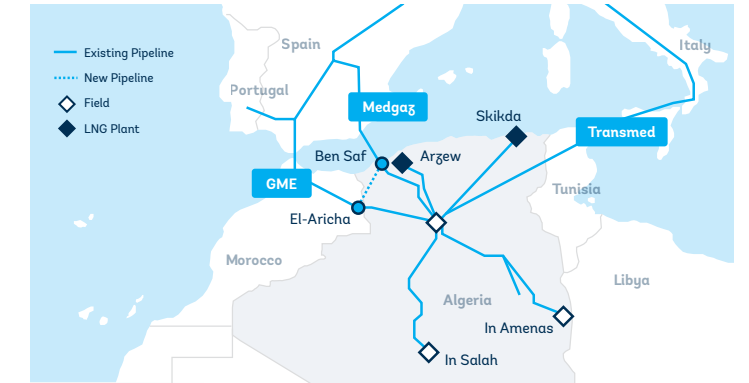 Spain
Italy
Existing Pipeline
New Pipeline
Portugal
Field
Medgaz
LNG Plant
Skikda
Transmed
Ben Saf
Arzew
GME
Tunisia
El-Aricha
Morocco
Libya
Algeria
In Amenas
In Salah